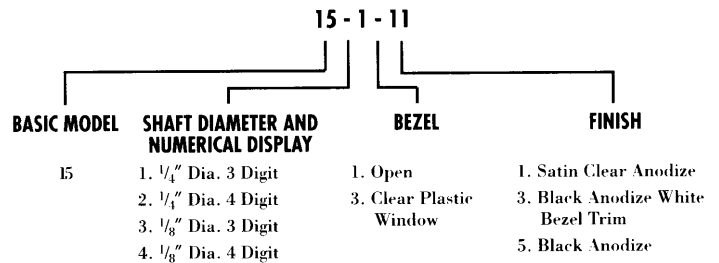 15 - 1 - 11
BASIC MODEL
15
SHAFT DIAMETER AND
NUMERICAL DISPLAY
1. 1/4" Dia. 3 Digit
2. 1/4" Dia. 4 Digit
3. 1/8" Dia. 3 Digit
4. 1/8" Dia. 4 Digit
BEZEL
1. Open
3. Clear Plastic
Window
FINISH
1. Satin Clear Anodize
3. Black Anodize White
Bezel Trim
5. Black Anodize